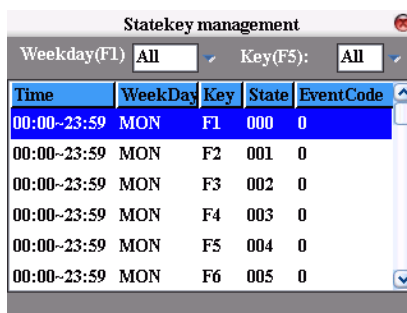 Statekey management
Weekday(F1) All Key(F5): All
Time WeekDay Key State EventCode
00:00~23:59 MON F1 000 0
00:00~23:59 MON F2 001 0
00:00~23:59 MON F3 002 0
00:00~23:59 MON F4 003 0
00:00~23:59 MON F5 004 0
00:00~23:59 MON F6 005 0